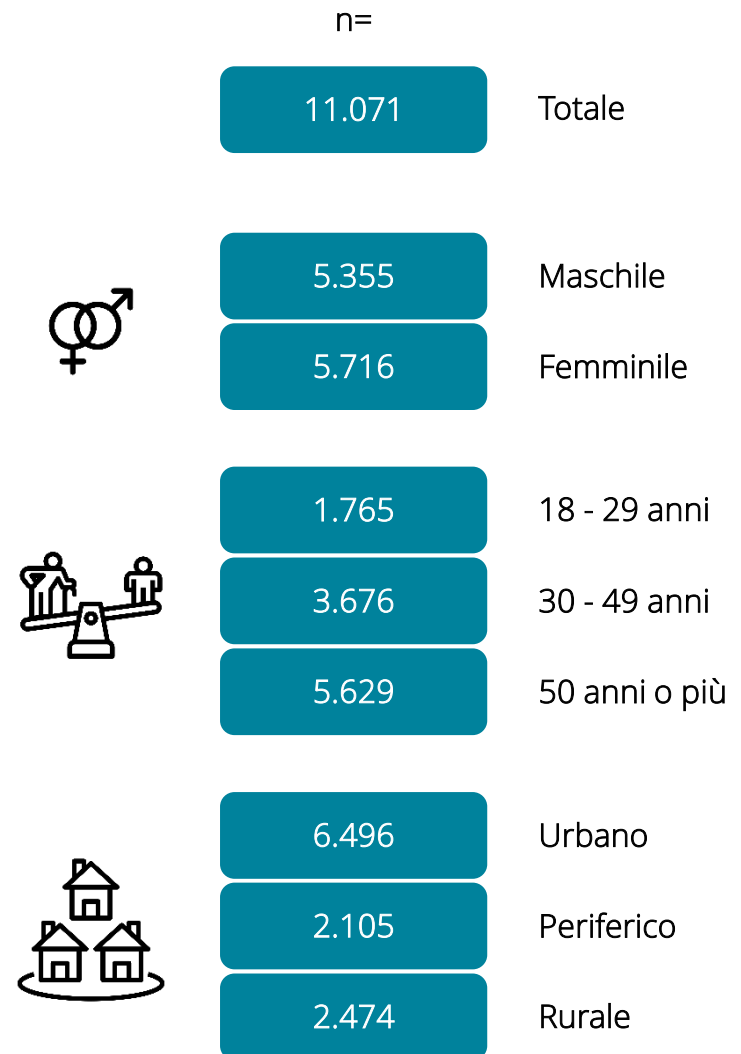 n=
11.071 Totale
5.355 Maschile
5.716 Femminile
1.765 18 - 29 anni
3.676 30 - 49 anni
5.629 50 anni o più
6.496 Urbano
2.105 Periferico
2.474 Rurale